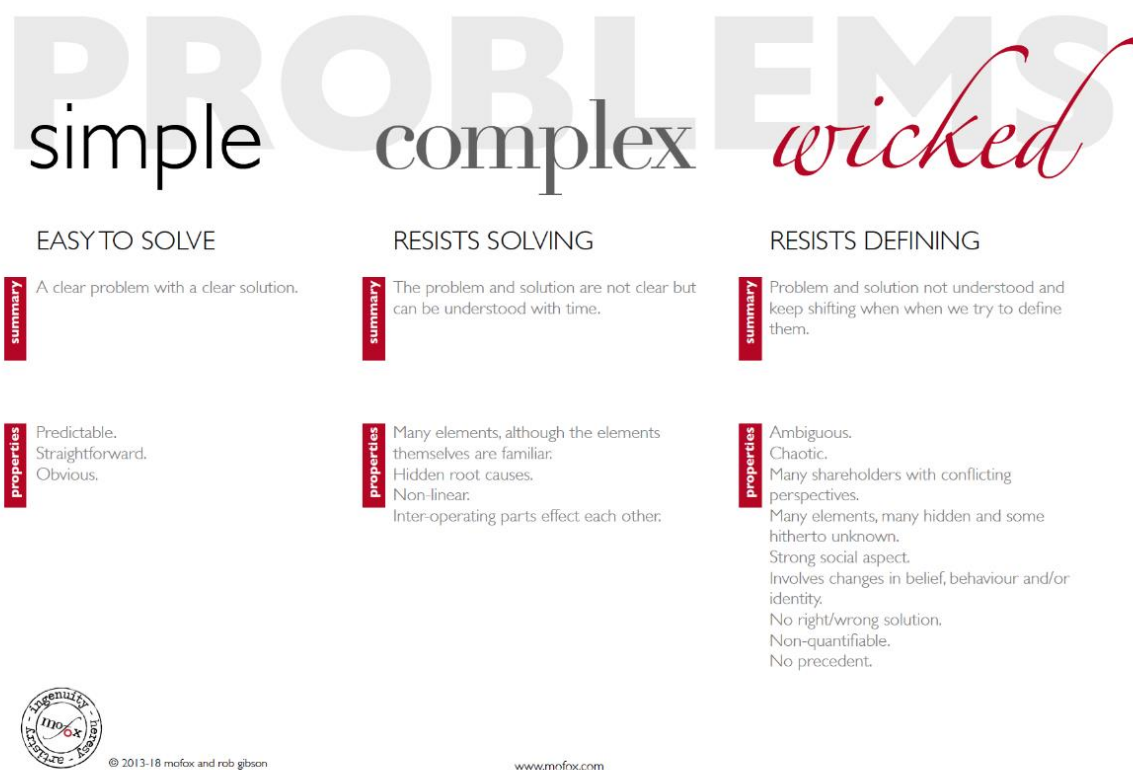 PROBLEMS
simple
EASY TO SOLVE
summary
A clear problem with a clear solution.
properties
Predictable.
Straightforward.
Obvious.
complex
RESISTS SOLVING
summary
The problem and solution are not clear but
can be understood with time.
properties
Many elements, although the elements
themselves are familiar.
Hidden root causes.
Non-linear.
Inter-operating parts effect each other.
wicked
RESISTS DEFINING
summary
Problem and solution not understood and
keep shifting when when we try to define
them.
properties
Ambiguous.
Chaotic.
Many shareholders with conflicting
perspectives.
Many elements, many hidden and some
hitherto unknown.
Strong social aspect.
Involves changes in belief, behaviour and/or
identity.
No right/wrong solution.
Non-quantifiable.
No precedent.
ingenuity - heresy - artistry -
mofox
© 2013-18 mofox and rob gibson
www.mofox.com